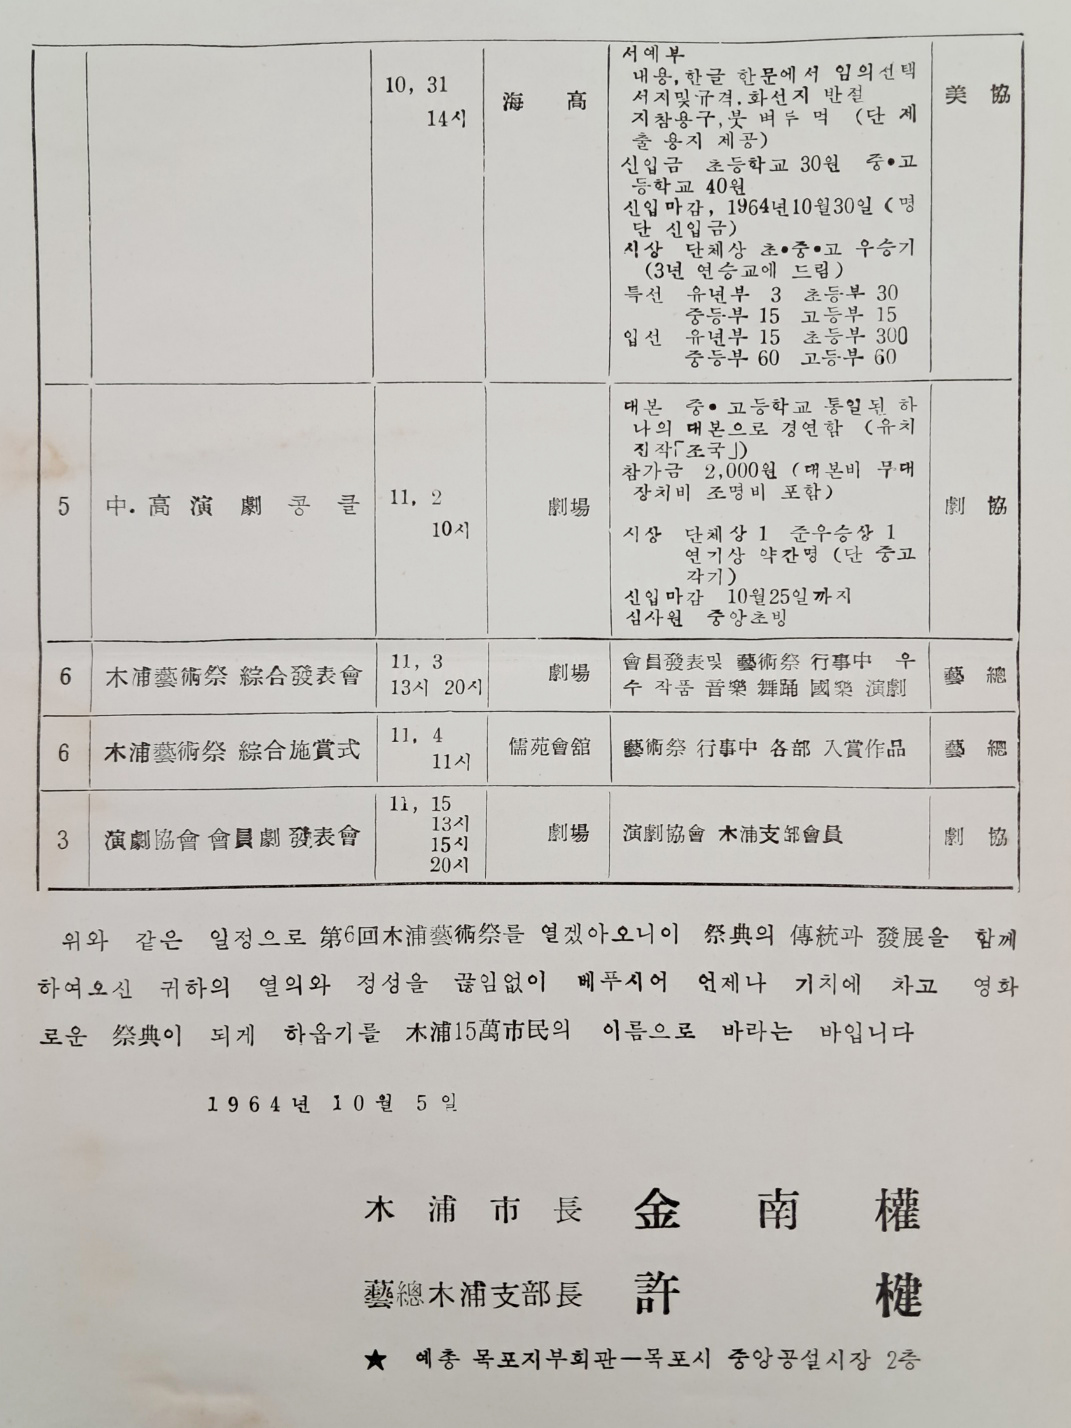 10, 31
14시
海 高
서예부
내용, 한글 한문에서 임의선택
서지및규격, 화선지 반절
지참용구, 붓 벼루 먹 (단 제
출 용지 제공)
신입금 초등학교 30원 중•고
등학교 40원
신입마감, 1964년10월30일 (명
단 신입금)
시상 단체상 초•중•고 우승기
(3년 연승교에 드림)
특선 유년부 3 초등부 30
중등부 15 고등부 15
입선 유년부 15 초등부 300
중등부 60 고등부 60
美 協
5
中. 高 演 劇 콩 클
11, 2
10시
劇場
대본 중• 고등학교 통일된 하
나의 대본으로 경연함 (유치
진작「조국」)
참가금 2,000원 (대본비 무대
장치비 조명비 포함)
시상 단체상 1 준우승상 1
연기상 약간명 (단 중고
각기)
신입마감 10월25일까지
심사원 중앙초빙
劇 協
6
木浦藝術祭 綜合發表會
11, 3
13시 20시
劇場
會員發表및 藝術祭 行事中 우
수 작품 音樂 舞踊 國樂 演劇
藝 總
6
木浦藝術祭 綜合施賞式
11, 4
11시
儒苑會舘
藝術祭 行事中 各部 入賞作品
藝 總
3
演劇協會 會員劇 發表會
11, 15
13시
15시
20시
劇場
演劇協會 木浦支部會員
劇 協
위와 같은 일정으로 第6回木浦藝術祭를 열겠아오니이 祭典의 傳統과 發展을 함께
하여오신 귀하의 열의와 정성을 끊임없이 베푸시어 언제나 기치에 차고 영화
로운 祭典이 되게 하옵기를 木浦15萬市民의 이름으로 바라는 바입니다
1964년 10월 5일
木 浦 市 長 金 南 權
藝總木浦支部長 許 楗
★ 예총 목포지부회관—목포시 중앙공설시장 2층